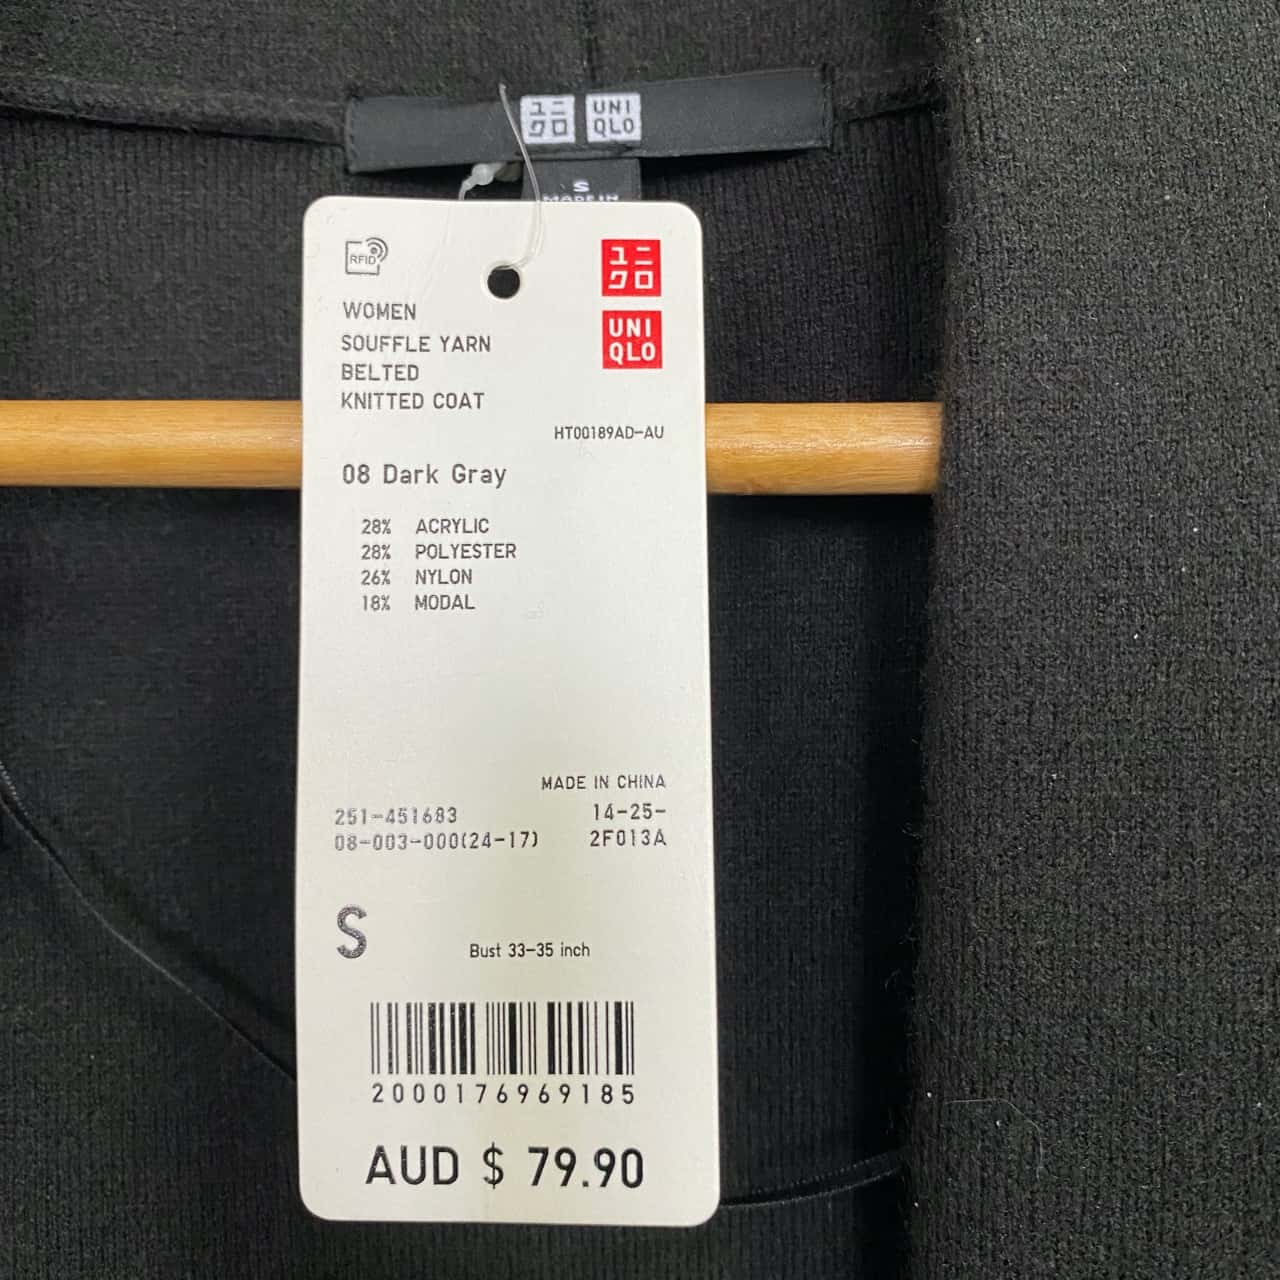 ユニ UNI
クロ QLO
S
MADE IN
RFID
ユニ
クロ
UNI
QLO
WOMEN
SOUFFLE YARN
BELTED
KNITTED COAT
HT00189AD-AU
08 Dark Gray
28% ACRYLIC
28% POLYESTER
26% NYLON
18% MODAL
MADE IN CHINA
251-451683 14-25-
08-003-000(24-17) 2F013A
S Bust 33-35 inch
2000176969185
AUD $ 79.90